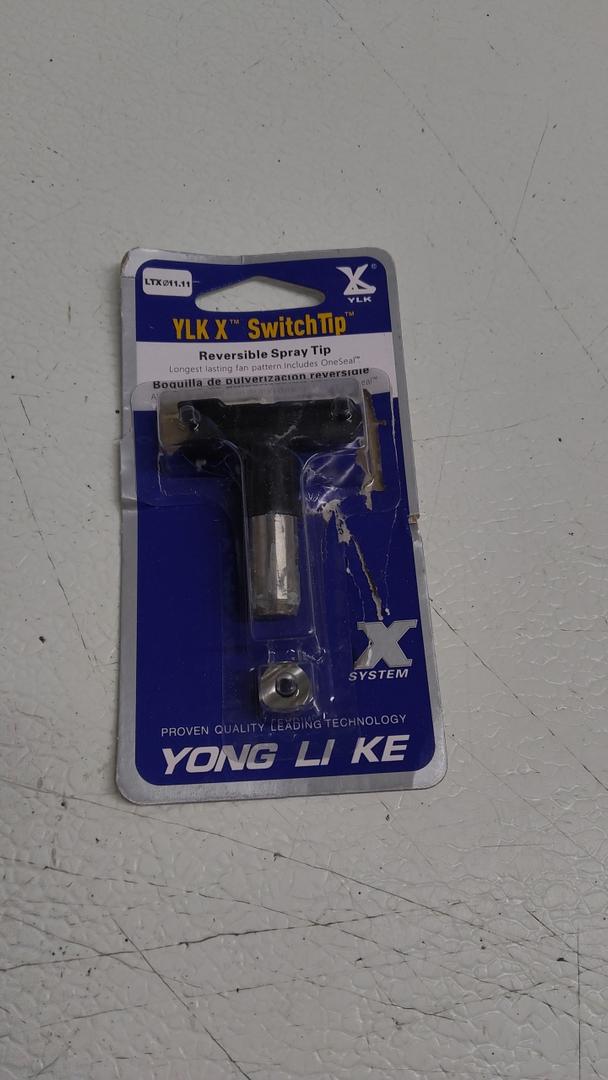 LTX Ø11.11
X®
YLK
YLK X™ SwitchTip™
Reversible Spray Tip
Longest lasting fan pattern.Includes OneSeal™
Boquilla de pulverización reversible
X
SYSTEM
PROVEN QUALITY LEADING TECHNOLOGY
YONG LI KE